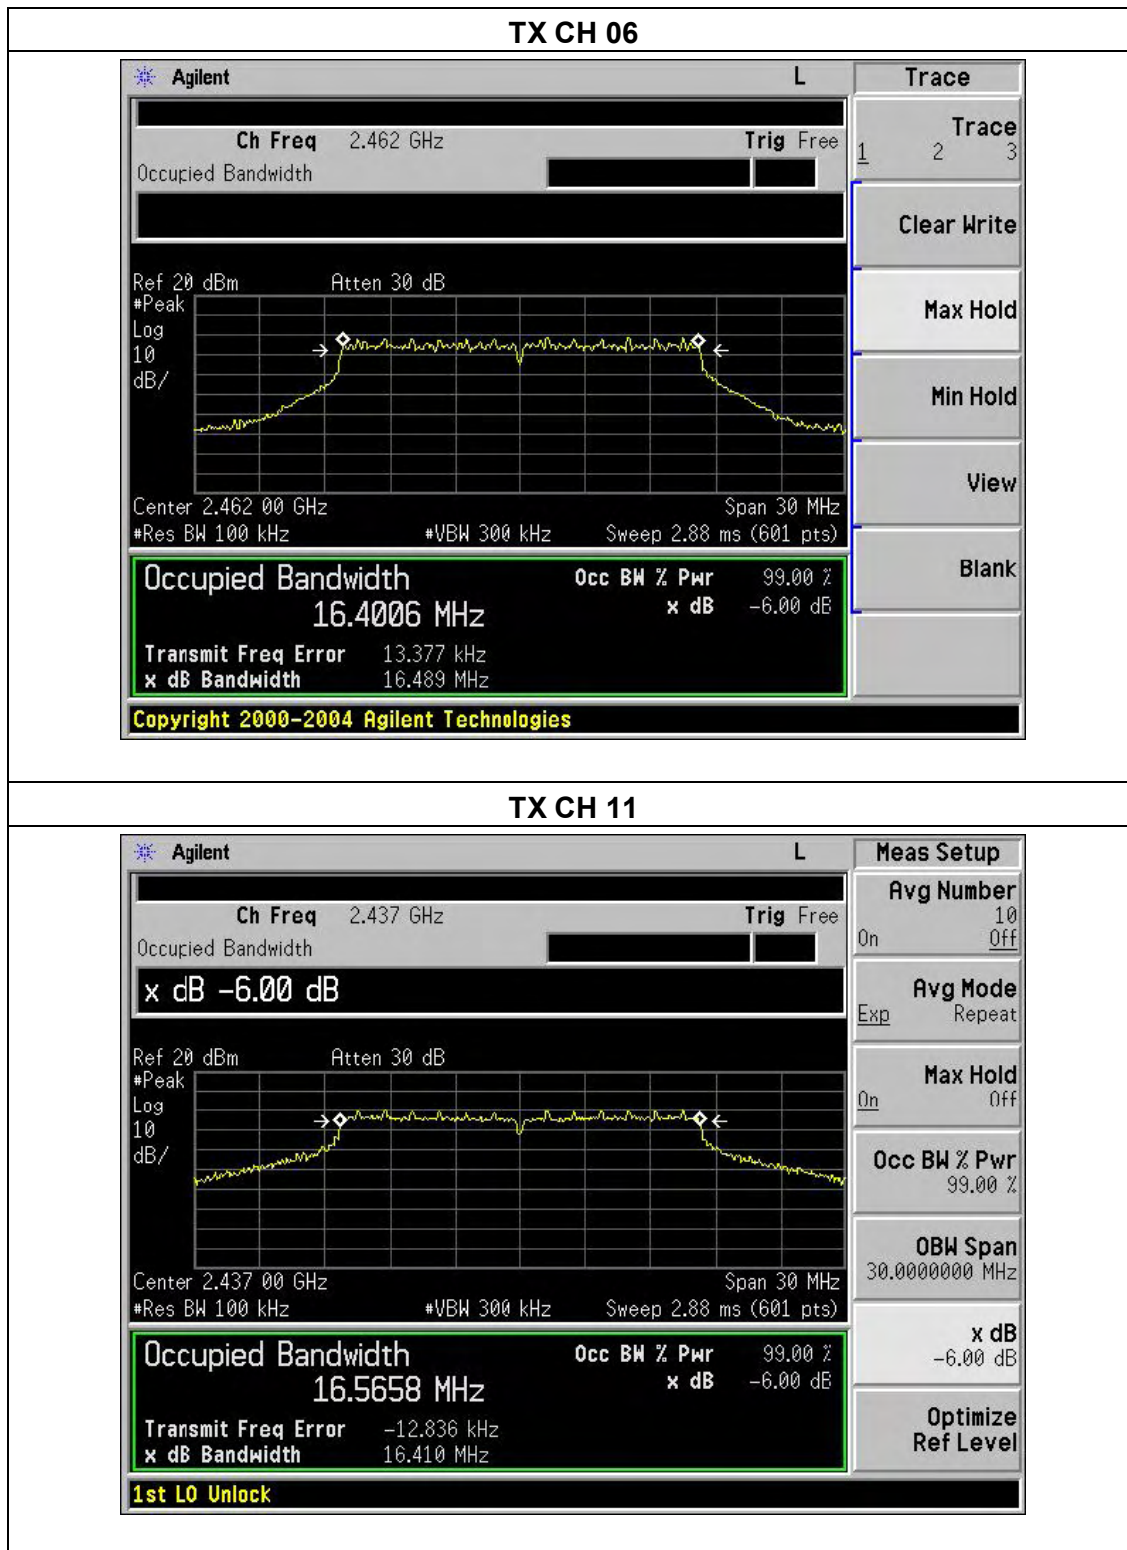 TX CH 06
Agilent L Trace
Ch Freq 2.462 GHz Trig Free
Occupied Bandwidth
Trace
1 2 3
Clear Write
Max Hold
Min Hold
View
Blank
Ref 20 dBm Atten 30 dB
#Peak
Log
10
dB/
Center 2.462 00 GHz Span 30 MHz
#Res BW 100 kHz #VBW 300 kHz Sweep 2.88 ms (601 pts)
Occupied Bandwidth Occ BW % Pwr 99.00 %
16.4006 MHz x dB -6.00 dB
Transmit Freq Error 13.377 kHz
x dB Bandwidth 16.489 MHz
Copyright 2000-2004 Agilent Technologies
TX CH 11
Agilent L Meas Setup
Ch Freq 2.437 GHz Trig Free
Occupied Bandwidth
x dB -6.00 dB
Avg Number
10
On Off
Avg Mode
Exp Repeat
Max Hold
On Off
Occ BW % Pwr
99.00 %
OBW Span
30.0000000 MHz
x dB
-6.00 dB
Optimize
Ref Level
Ref 20 dBm Atten 30 dB
#Peak
Log
10
dB/
Center 2.437 00 GHz Span 30 MHz
#Res BW 100 kHz #VBW 300 kHz Sweep 2.88 ms (601 pts)
Occupied Bandwidth Occ BW % Pwr 99.00 %
16.5658 MHz x dB -6.00 dB
Transmit Freq Error -12.836 kHz
x dB Bandwidth 16.410 MHz
1st LO Unlock